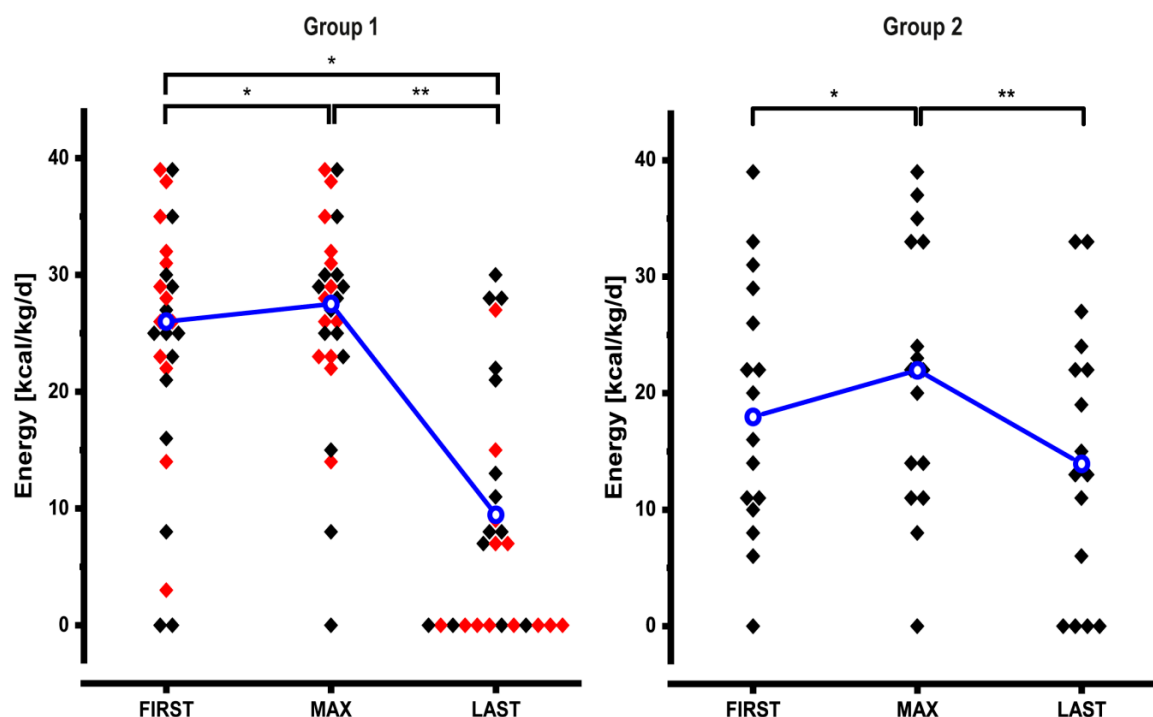 Group 1
*
*
**
Energy [kcal/kg/d]
40
30
20
10
0
FIRST MAX LAST
Group 2
*
**
Energy [kcal/kg/d]
40
30
20
10
0
FIRST MAX LAST